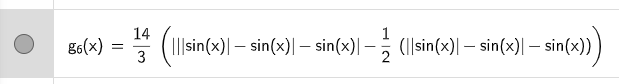 g₆(x) = 14/3 (|||sin(x)| – sin(x)| – sin(x)| – 1/2 (||sin(x)| – sin(x)| – sin(x)))